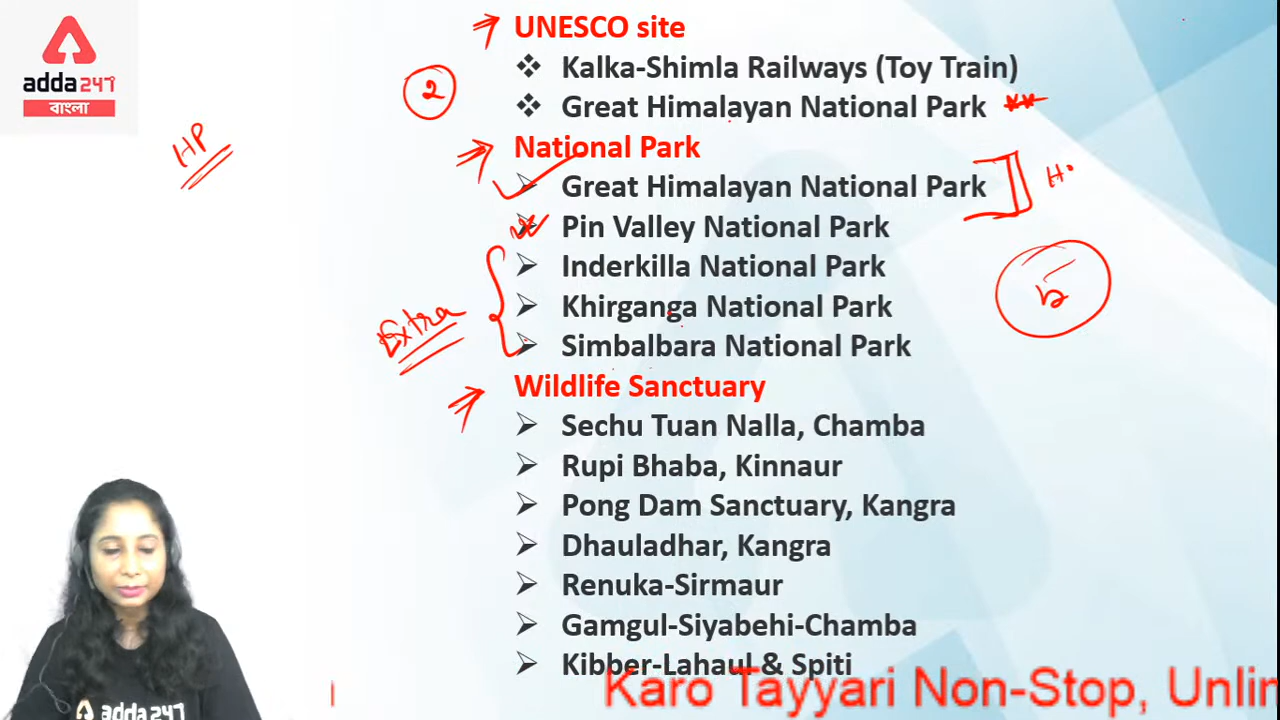 adda247
বাংলা
UNESCO site
2
Kalka-Shimla Railways (Toy Train)
Great Himalayan National Park
HP
National Park
Great Himalayan National Park
H.
Pin Valley National Park
Inderkilla National Park
Khirganga National Park
Extra
Simbalbara National Park
Wildlife Sanctuary
Sechu Tuan Nalla, Chamba
Rupi Bhaba, Kinnaur
Pong Dam Sanctuary, Kangra
Dhauladhar, Kangra
Renuka-Sirmaur
Gamgul-Siyabehi-Chamba
Kibber-Lahaul & Spiti
Karo Tayyari Non-Stop, Unlim
adda247